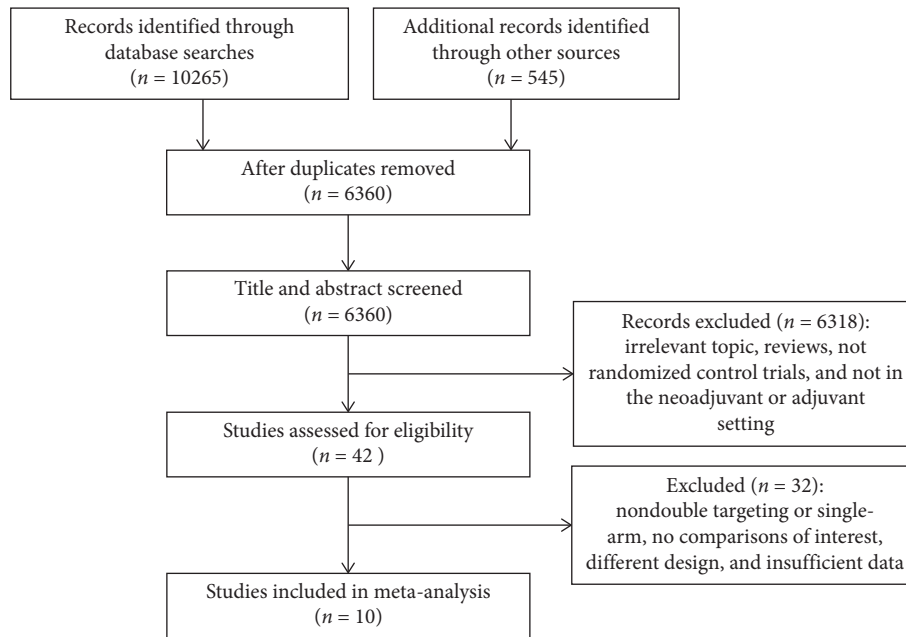 Records identified through
database searches
(n = 10265)
Additional records identified
through other sources
(n = 545)
After duplicates removed
(n = 6360)
Title and abstract screened
(n = 6360)
Records excluded (n = 6318):
irrelevant topic, reviews, not
randomized control trials, and not in
the neoadjuvant or adjuvant
setting
Studies assessed for eligibility
(n = 42 )
Excluded (n = 32):
nondouble targeting or single-
arm, no comparisons of interest,
different design, and insufficient data
Studies included in meta-analysis
(n = 10)